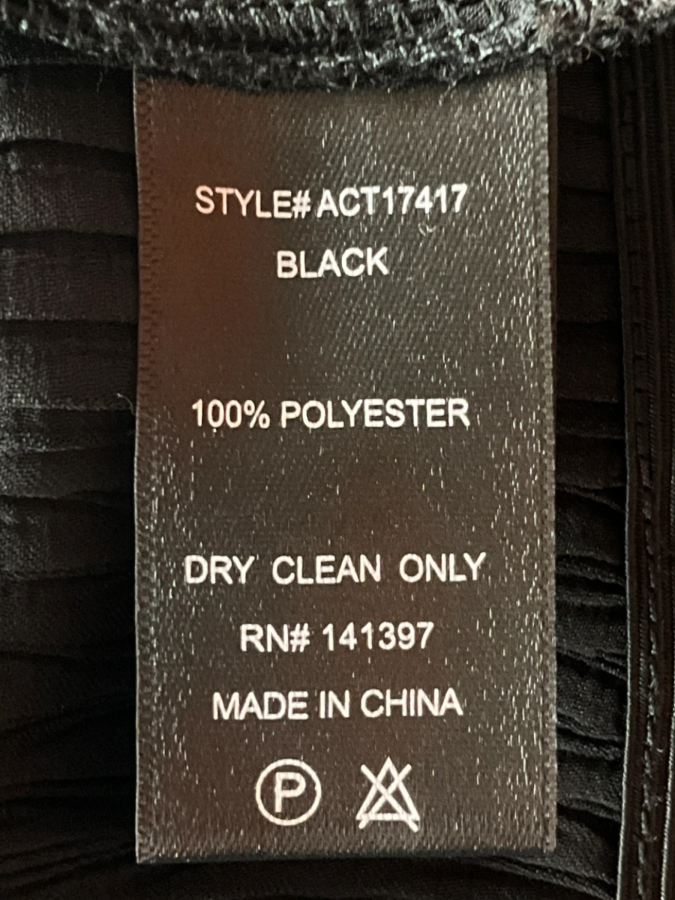 STYLE# ACT17417
BLACK
100% POLYESTER
DRY CLEAN ONLY
RN# 141397
MADE IN CHINA
P